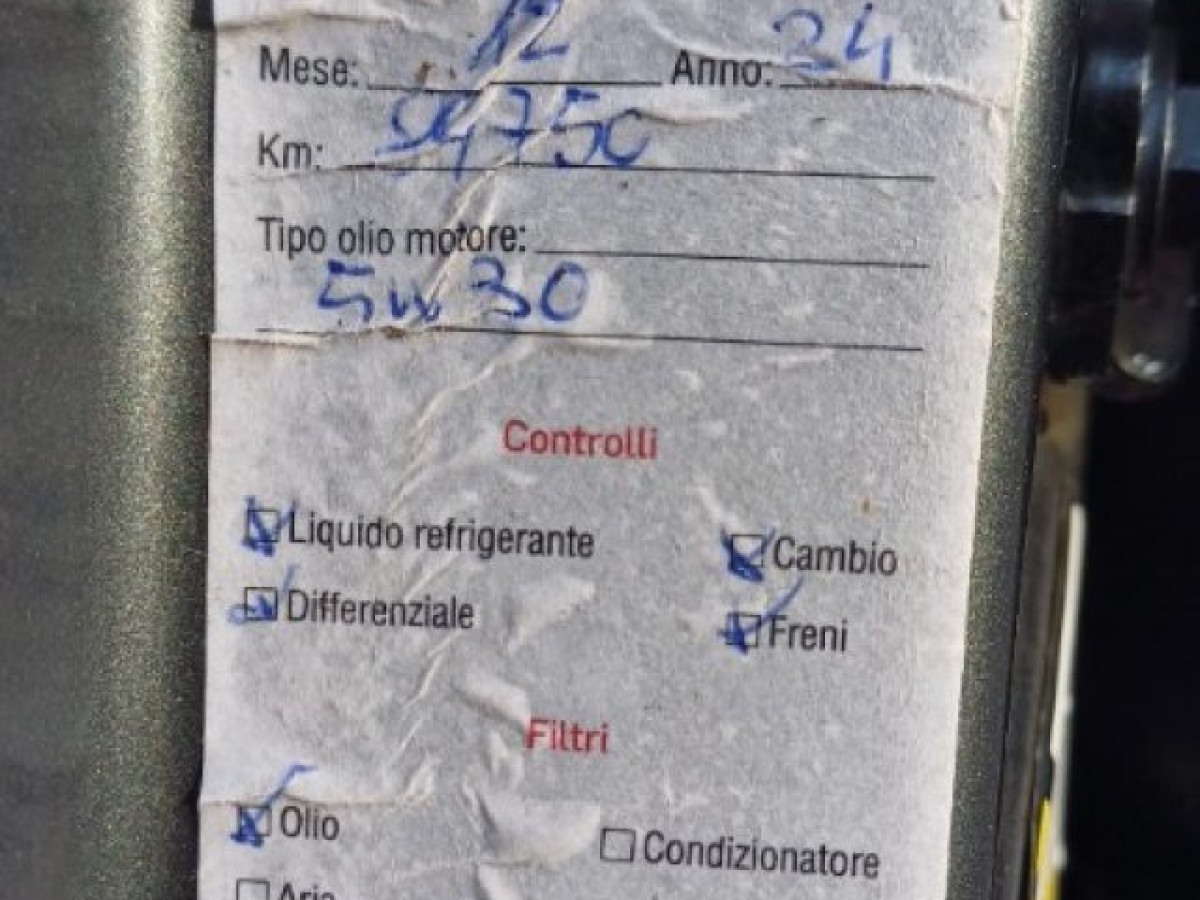 Mese: 12 Anno: 24
Km: 94750
Tipo olio motore:
5w30
Controlli
Liquido refrigerante Cambio
Differenziale Freni
Filtri
Olio Condizionatore
Aria